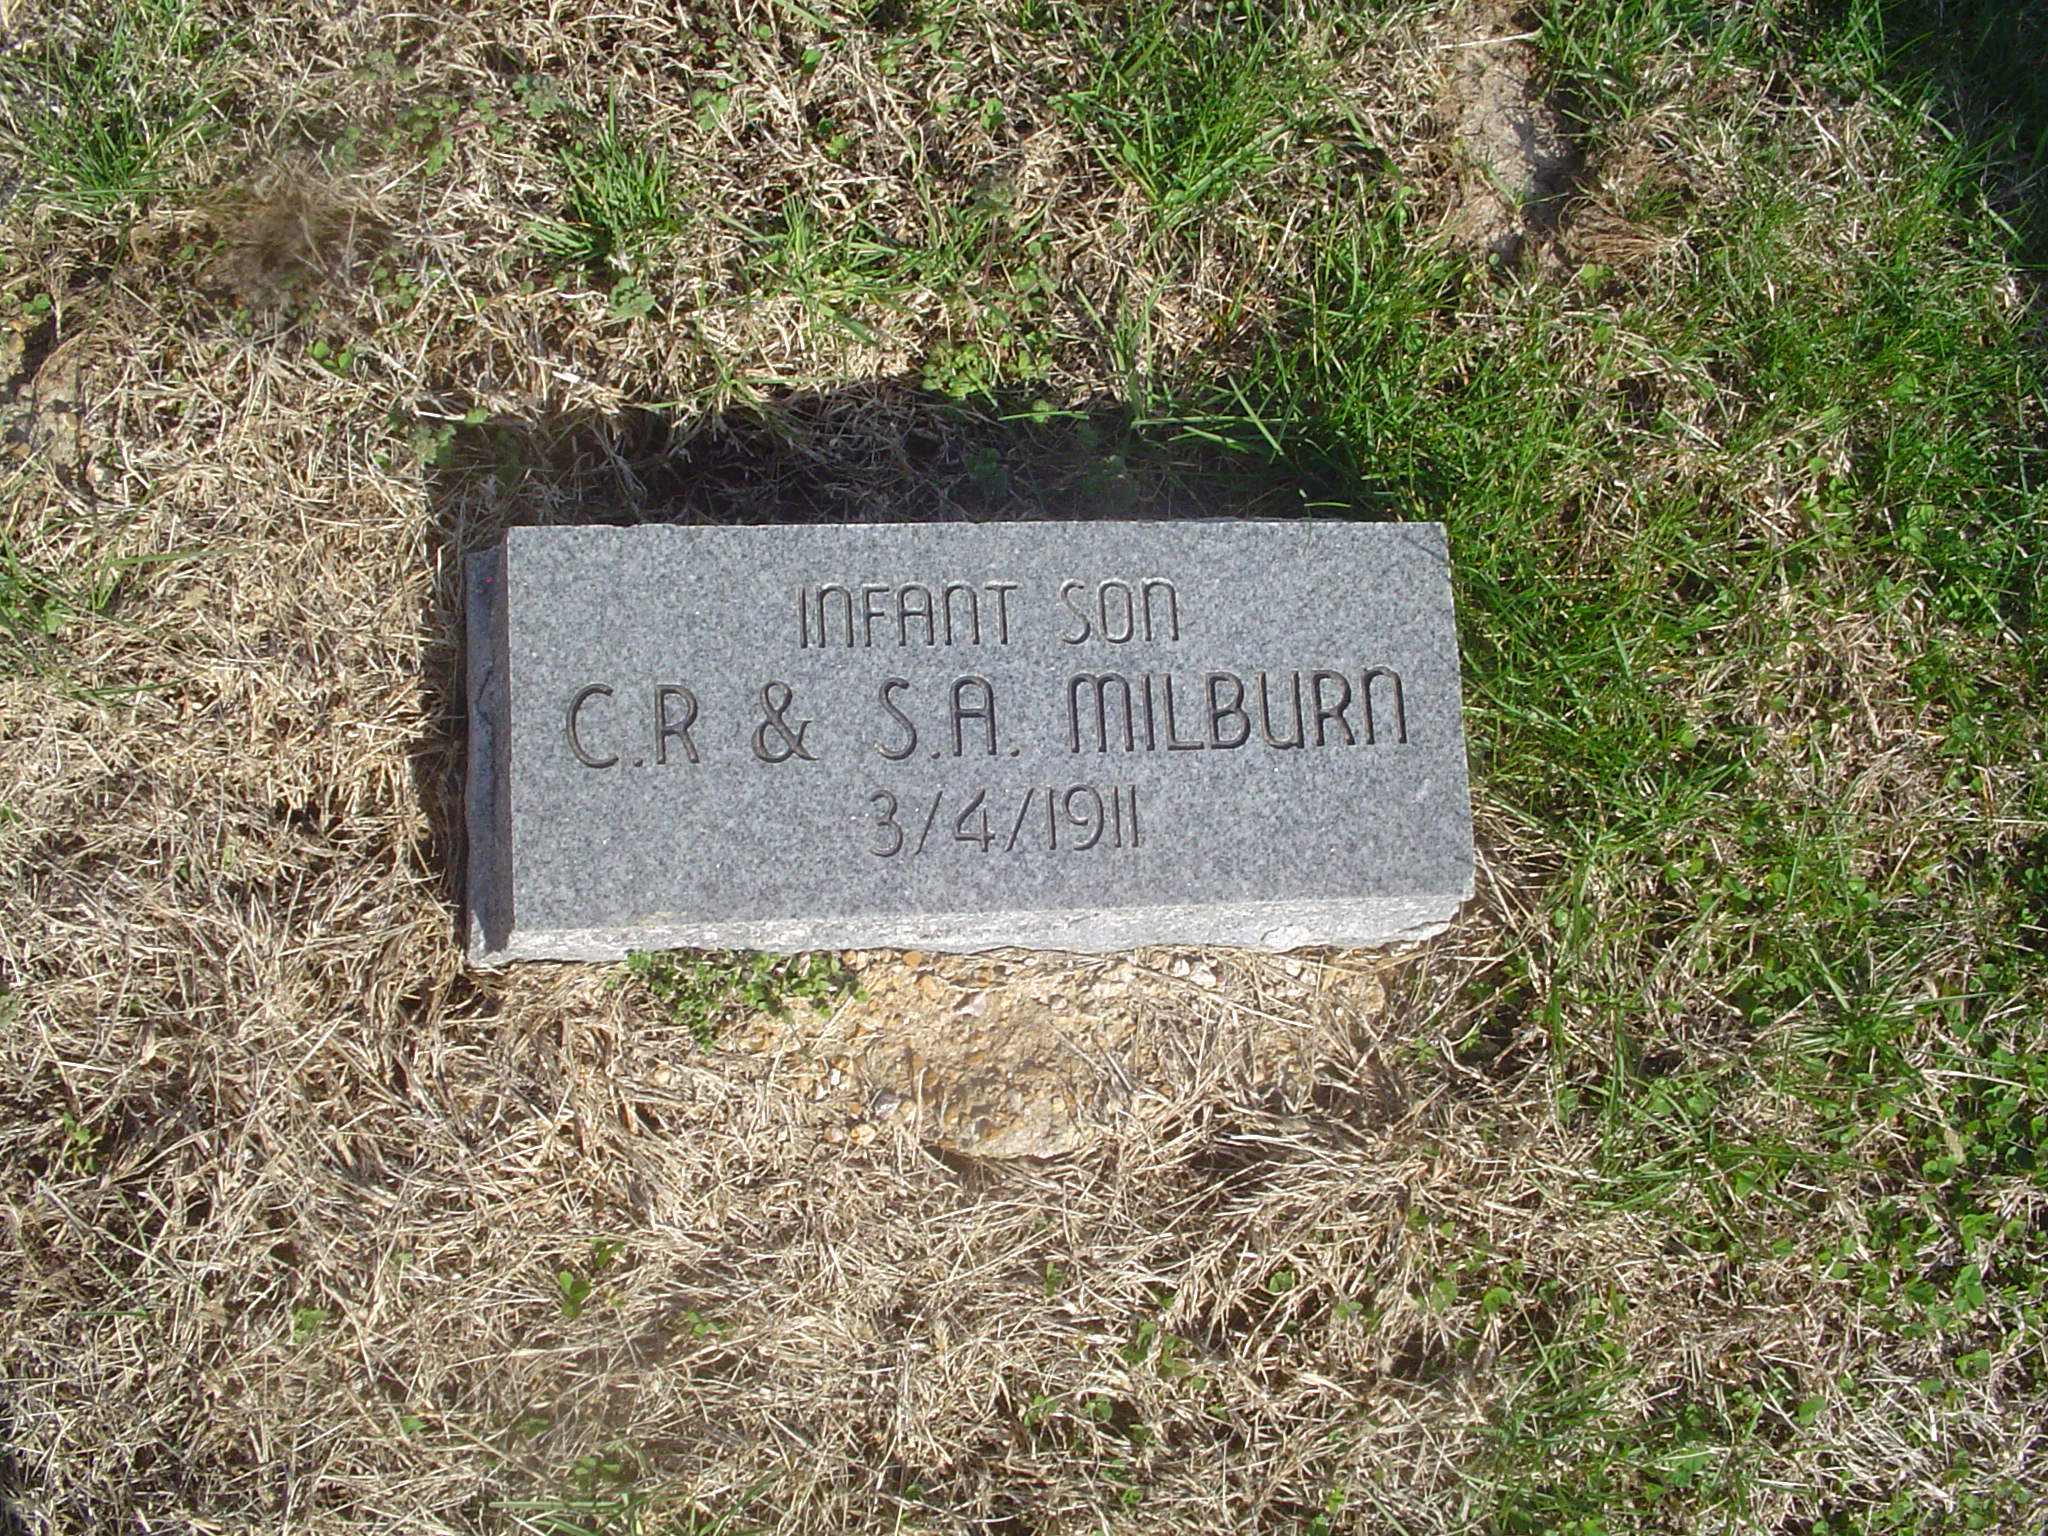 INFANT SON
C.R & S.A. MILBURN
3/4/1911